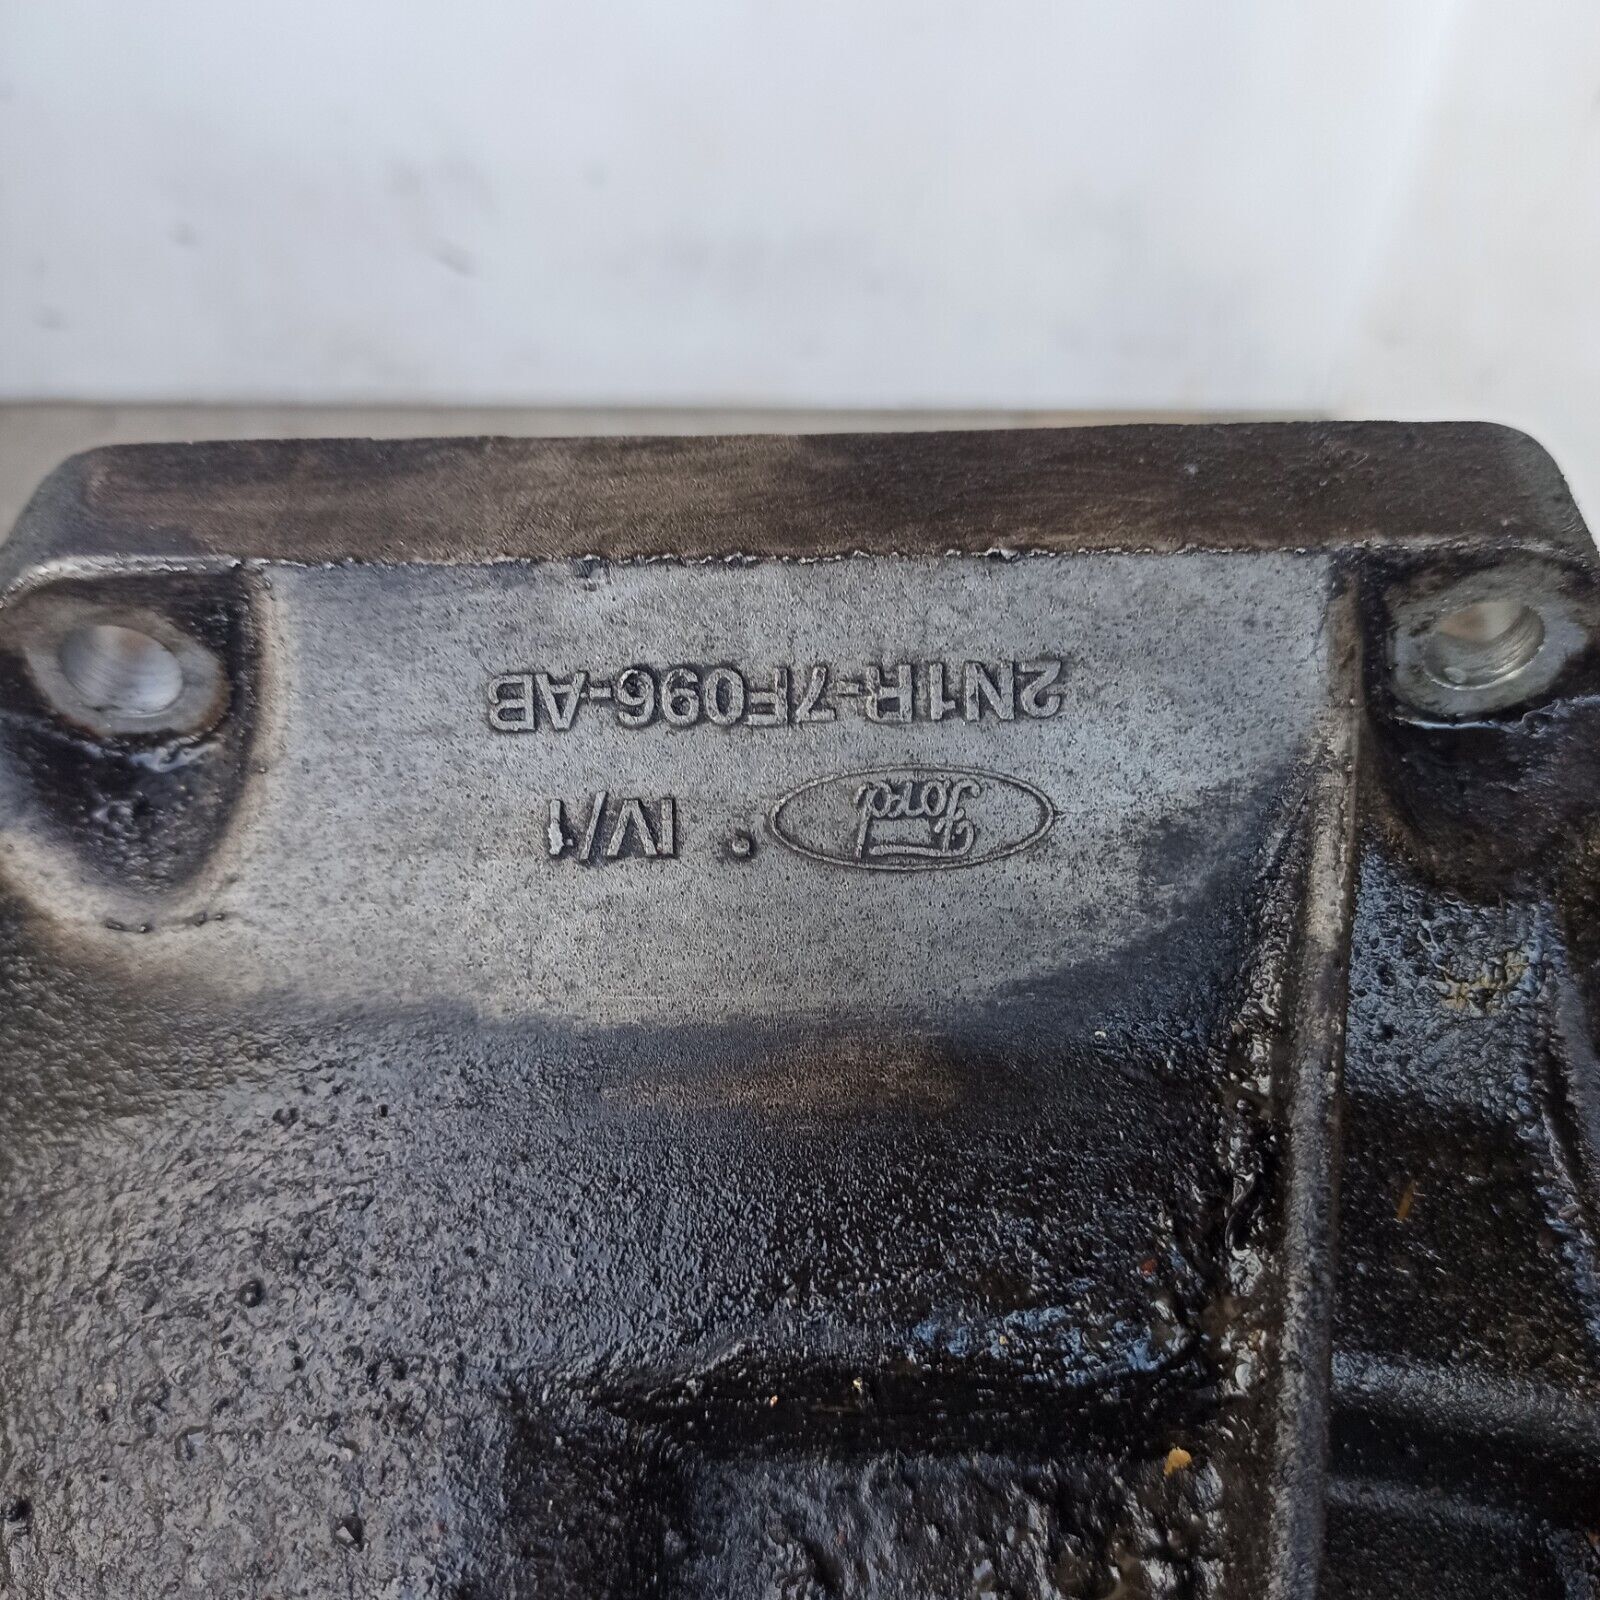 Ford . IV/1
2N1R-7F096-AB